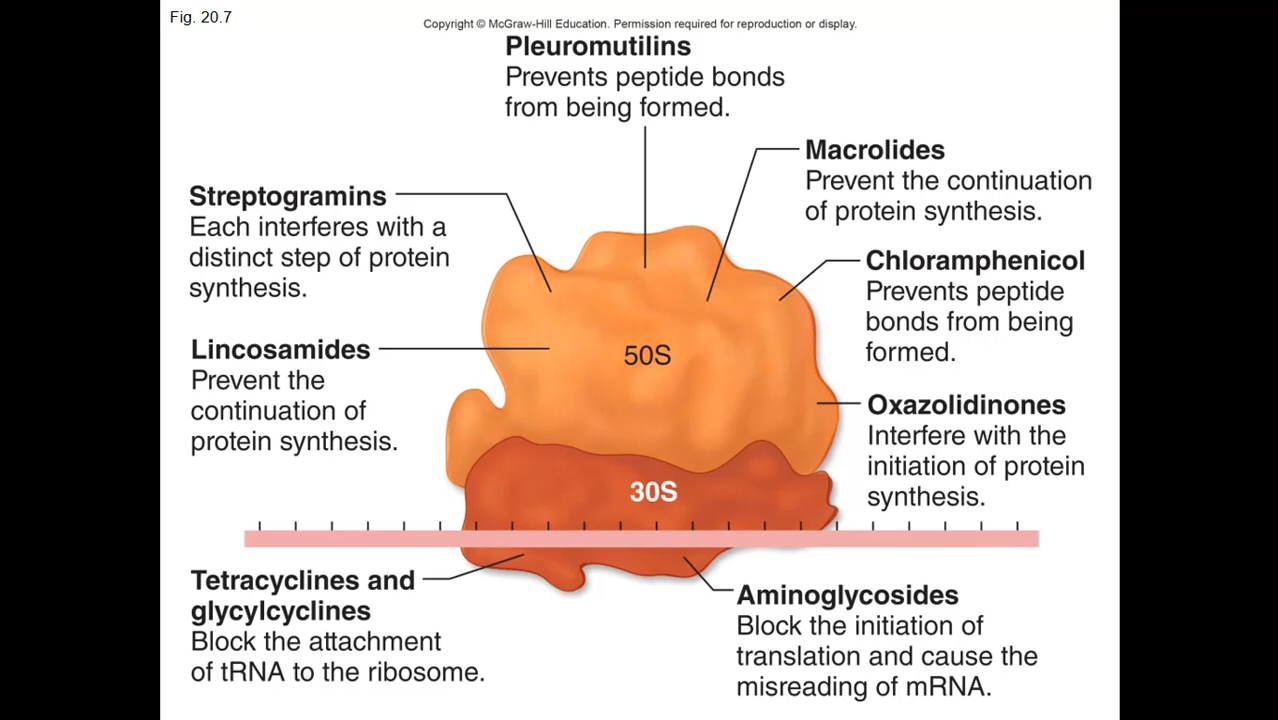 Fig. 20.7
Copyright © McGraw-Hill Education. Permission required for reproduction or display.
Pleuromutilins
Prevents peptide bonds
from being formed.
Macrolides
Prevent the continuation
of protein synthesis.
Streptogramins
Each interferes with a
distinct step of protein
synthesis.
Chloramphenicol
Prevents peptide
bonds from being
formed.
Lincosamides
Prevent the
continuation of
protein synthesis.
50S
Oxazolidinones
Interfere with the
initiation of protein
synthesis.
30S
Tetracyclines and
glycylcyclines
Block the attachment
of tRNA to the ribosome.
Aminoglycosides
Block the initiation of
translation and cause the
misreading of mRNA.